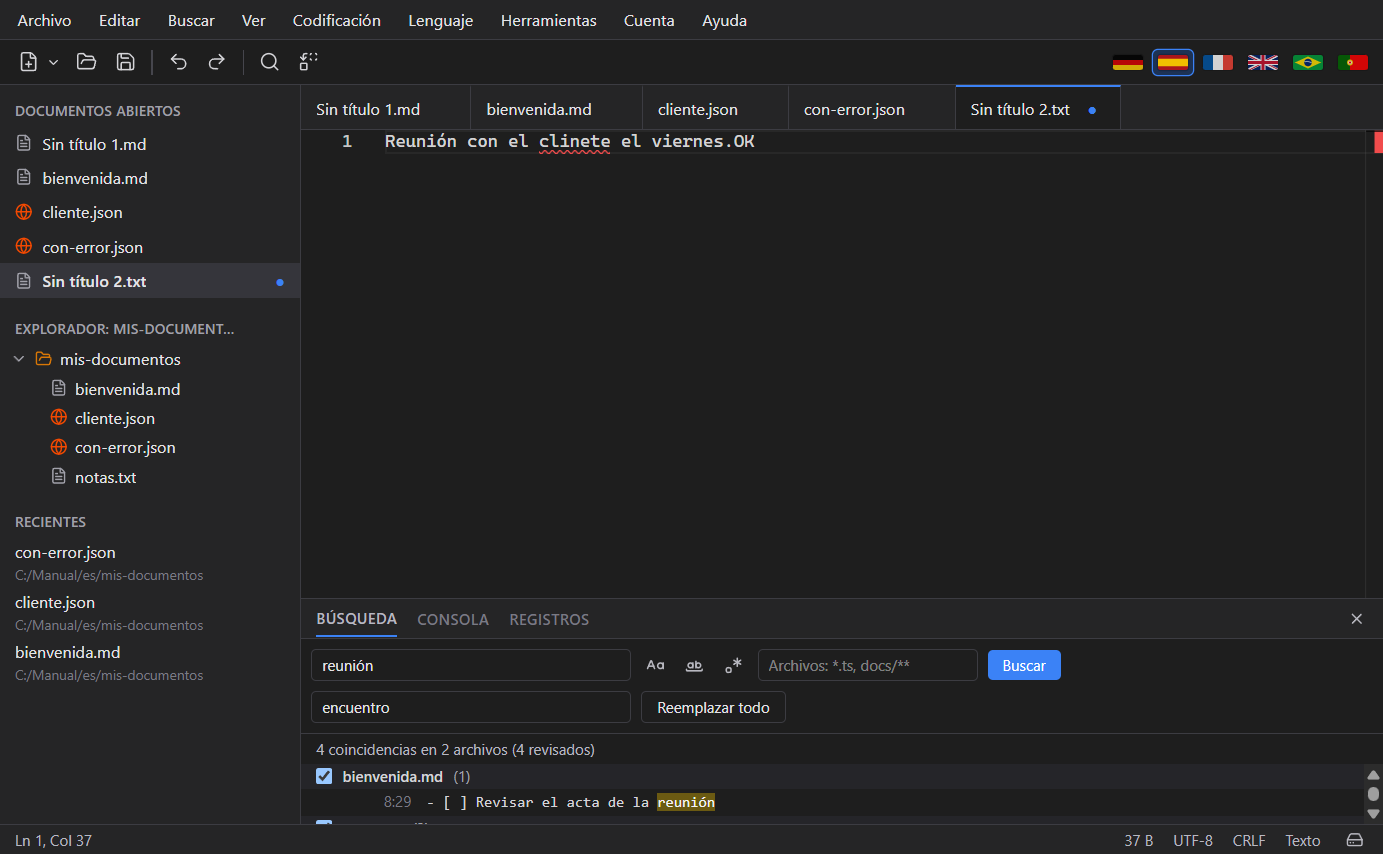 Archivo Editar Buscar Ver Codificación Lenguaje Herramientas Cuenta Ayuda
DOCUMENTOS ABIERTOS
Sin título 1.md
bienvenida.md
cliente.json
con-error.json
Sin título 2.txt
EXPLORADOR: MIS-DOCUMENT...
mis-documentos
bienvenida.md
cliente.json
con-error.json
notas.txt
RECIENTES
con-error.json
C:/Manual/es/mis-documentos
cliente.json
C:/Manual/es/mis-documentos
bienvenida.md
C:/Manual/es/mis-documentos
Sin título 1.md bienvenida.md cliente.json con-error.json Sin título 2.txt
1 Reunión con el clinete el viernes.OK
BÚSQUEDA CONSOLA REGISTROS
reunión Aa ab .* Archivos: *.ts, docs/** Buscar
encuentro Reemplazar todo
4 coincidencias en 2 archivos (4 revisados)
bienvenida.md (1)
8:29 - [ ] Revisar el acta de la reunión
Ln 1, Col 37 37 B UTF-8 CRLF Texto